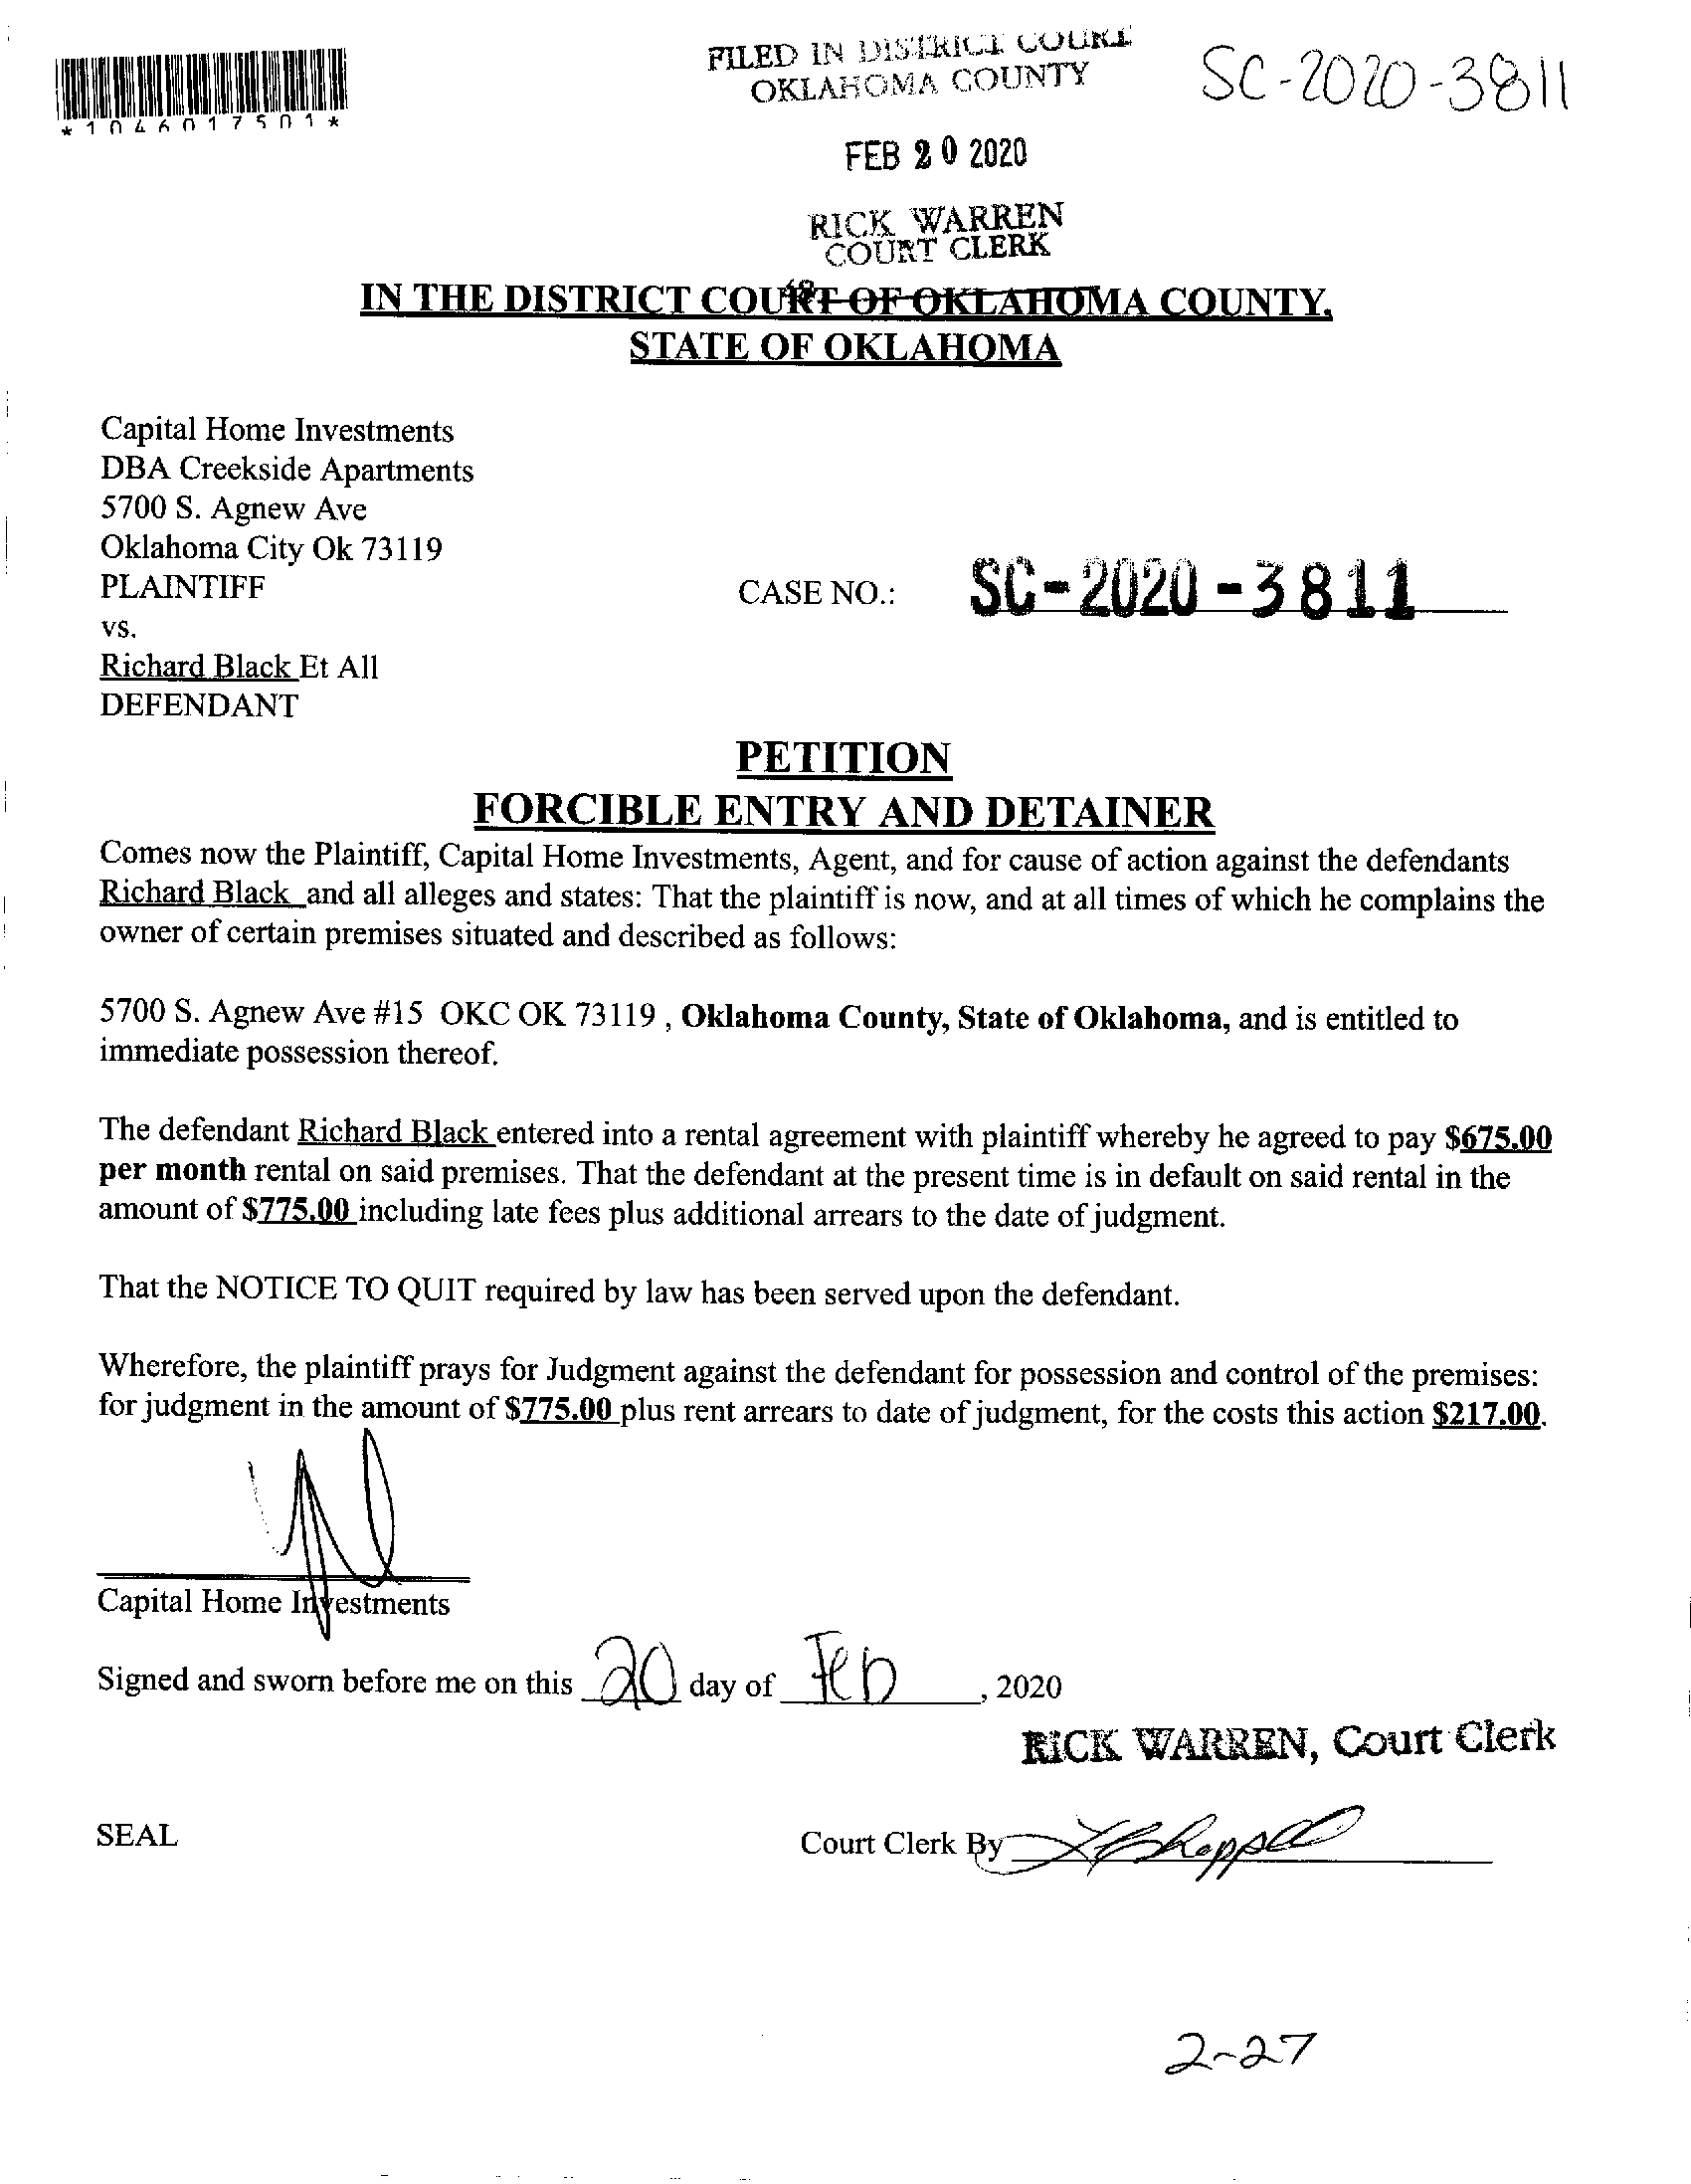 FILED IN DISTRICT COURT
OKLAHOMA COUNTY
SC-2020-3811
*1046017501*
FEB 20 2020
RICK WARREN
COURT CLERK
48
IN THE DISTRICT COURT OF OKLAHOMA COUNTY,
STATE OF OKLAHOMA
Capital Home Investments
DBA Creekside Apartments
5700 S. Agnew Ave
Oklahoma City Ok 73119
PLAINTIFF
CASE NO.: SC-2020-3811
vs.
Richard Black Et All
DEFENDANT
PETITION
FORCIBLE ENTRY AND DETAINER
Comes now the Plaintiff, Capital Home Investments, Agent, and for cause of action against the defendants
Richard Black and all alleges and states: That the plaintiff is now, and at all times of which he complains the
owner of certain premises situated and described as follows:
5700 S. Agnew Ave #15 OKC OK 73119 , Oklahoma County, State of Oklahoma, and is entitled to
immediate possession thereof.
The defendant Richard Black entered into a rental agreement with plaintiff whereby he agreed to pay $675.00
per month rental on said premises. That the defendant at the present time is in default on said rental in the
amount of $775.00 including late fees plus additional arrears to the date of judgment.
That the NOTICE TO QUIT required by law has been served upon the defendant.
Wherefore, the plaintiff prays for Judgment against the defendant for possession and control of the premises:
for judgment in the amount of $775.00 plus rent arrears to date of judgment, for the costs this action $217.00.
Capital Home Investments
Signed and sworn before me on this 20 day of Feb , 2020
RICK WARREN, Court Clerk
SEAL
Court Clerk By
2-27